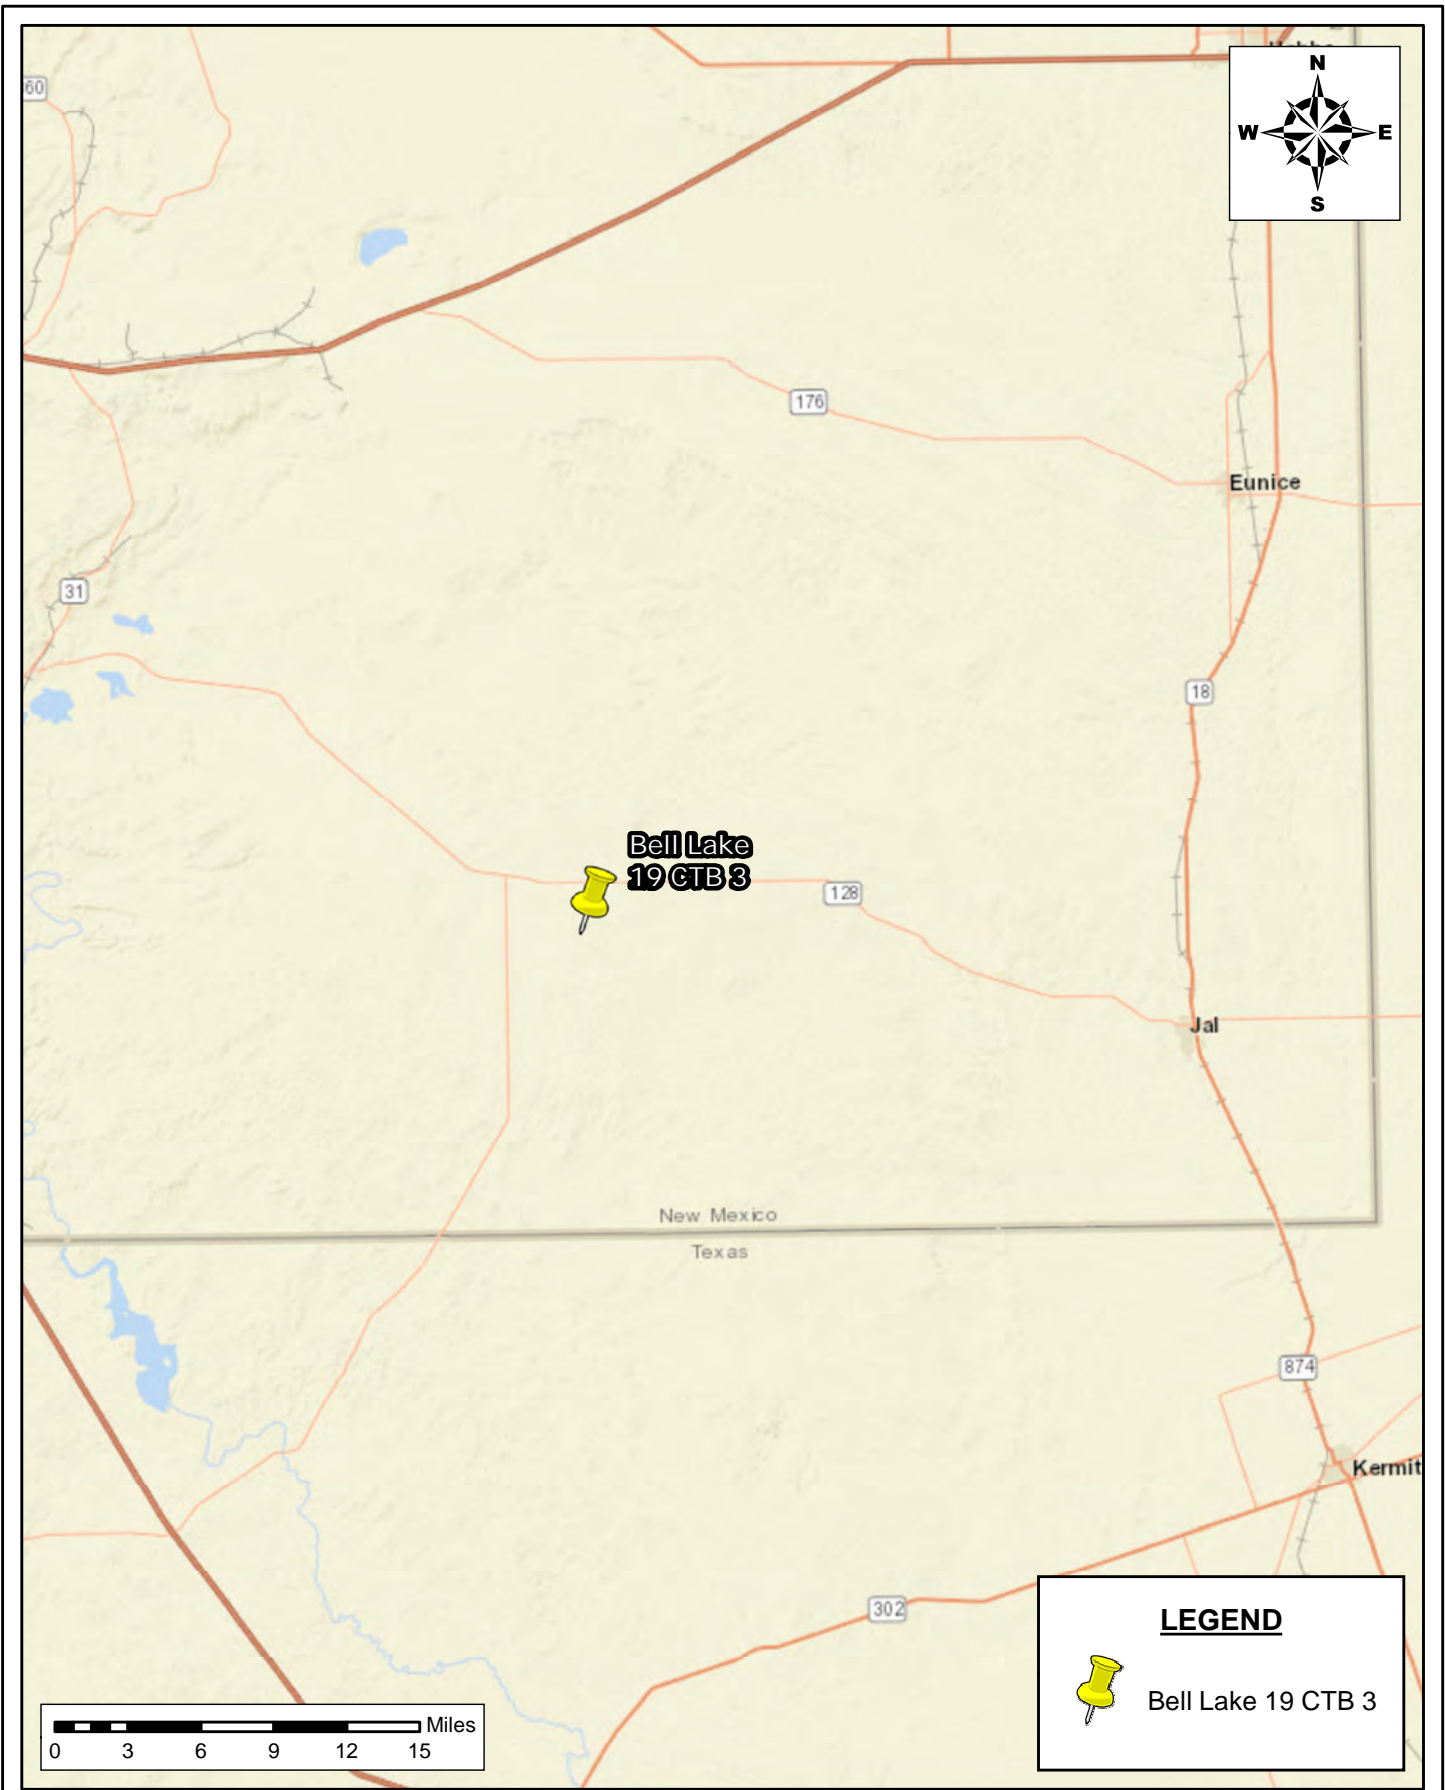 60
N
W
E
S
176
Eunice
31
18
Bell Lake
19 CTB 3
128
Jal
New Mexico
Texas
874
Kermit
302
LEGEND
Bell Lake 19 CTB 3
Miles
0 3 6 9 12 15